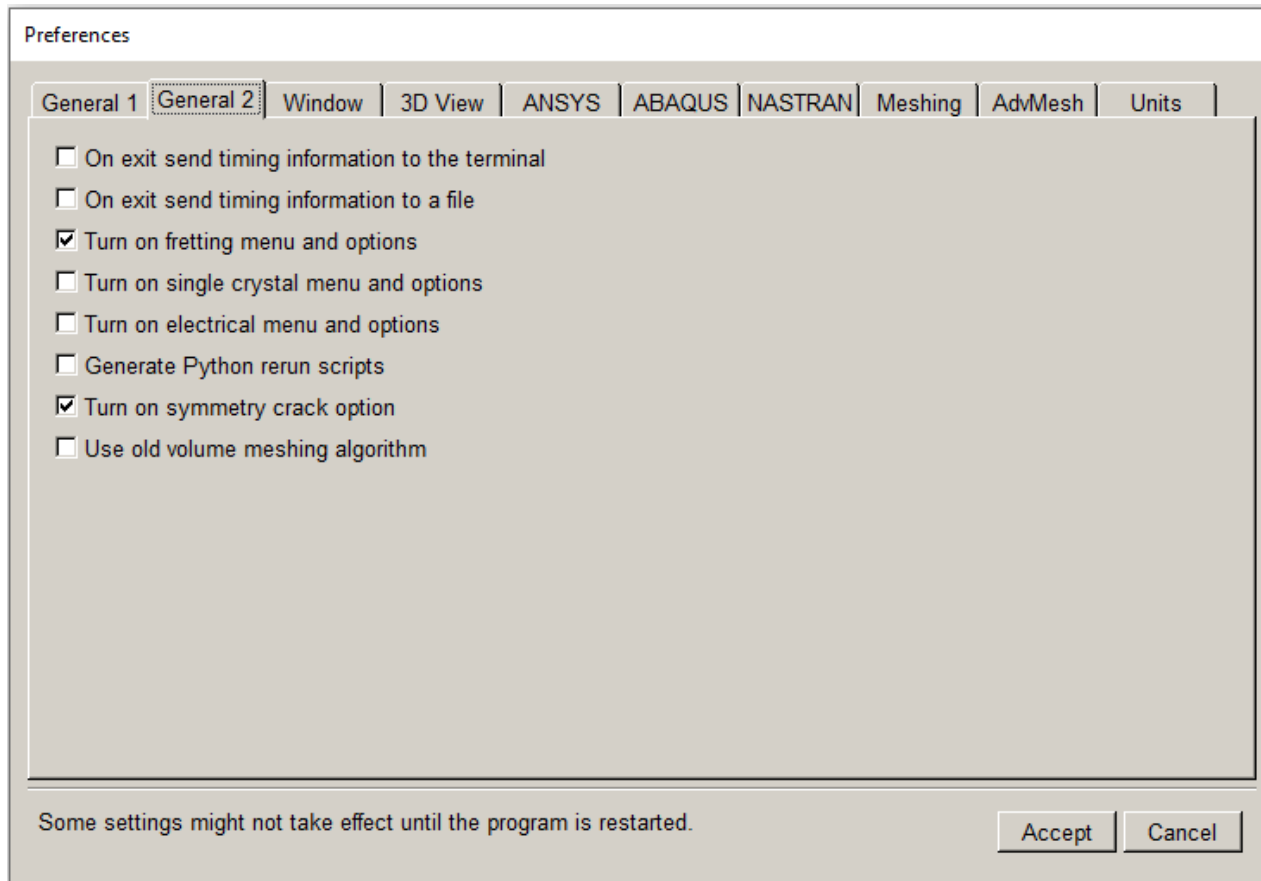 Preferences
General 1 General 2 Window 3D View ANSYS ABAQUS NASTRAN Meshing AdvMesh Units
On exit send timing information to the terminal
On exit send timing information to a file
Turn on fretting menu and options
Turn on single crystal menu and options
Turn on electrical menu and options
Generate Python rerun scripts
Turn on symmetry crack option
Use old volume meshing algorithm
Some settings might not take effect until the program is restarted.
Accept Cancel